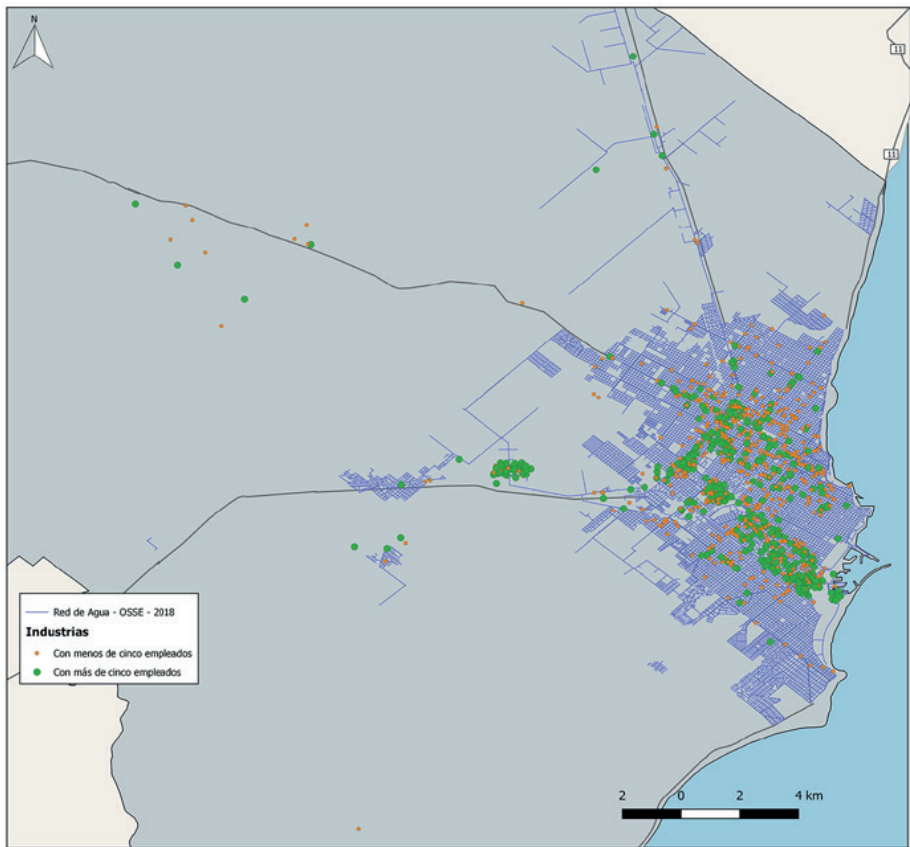 N
11
11
Red de Agua - OSSE - 2018
Industrias
Con menos de cinco empleados
Con más de cinco empleados
2 0 2 4 km